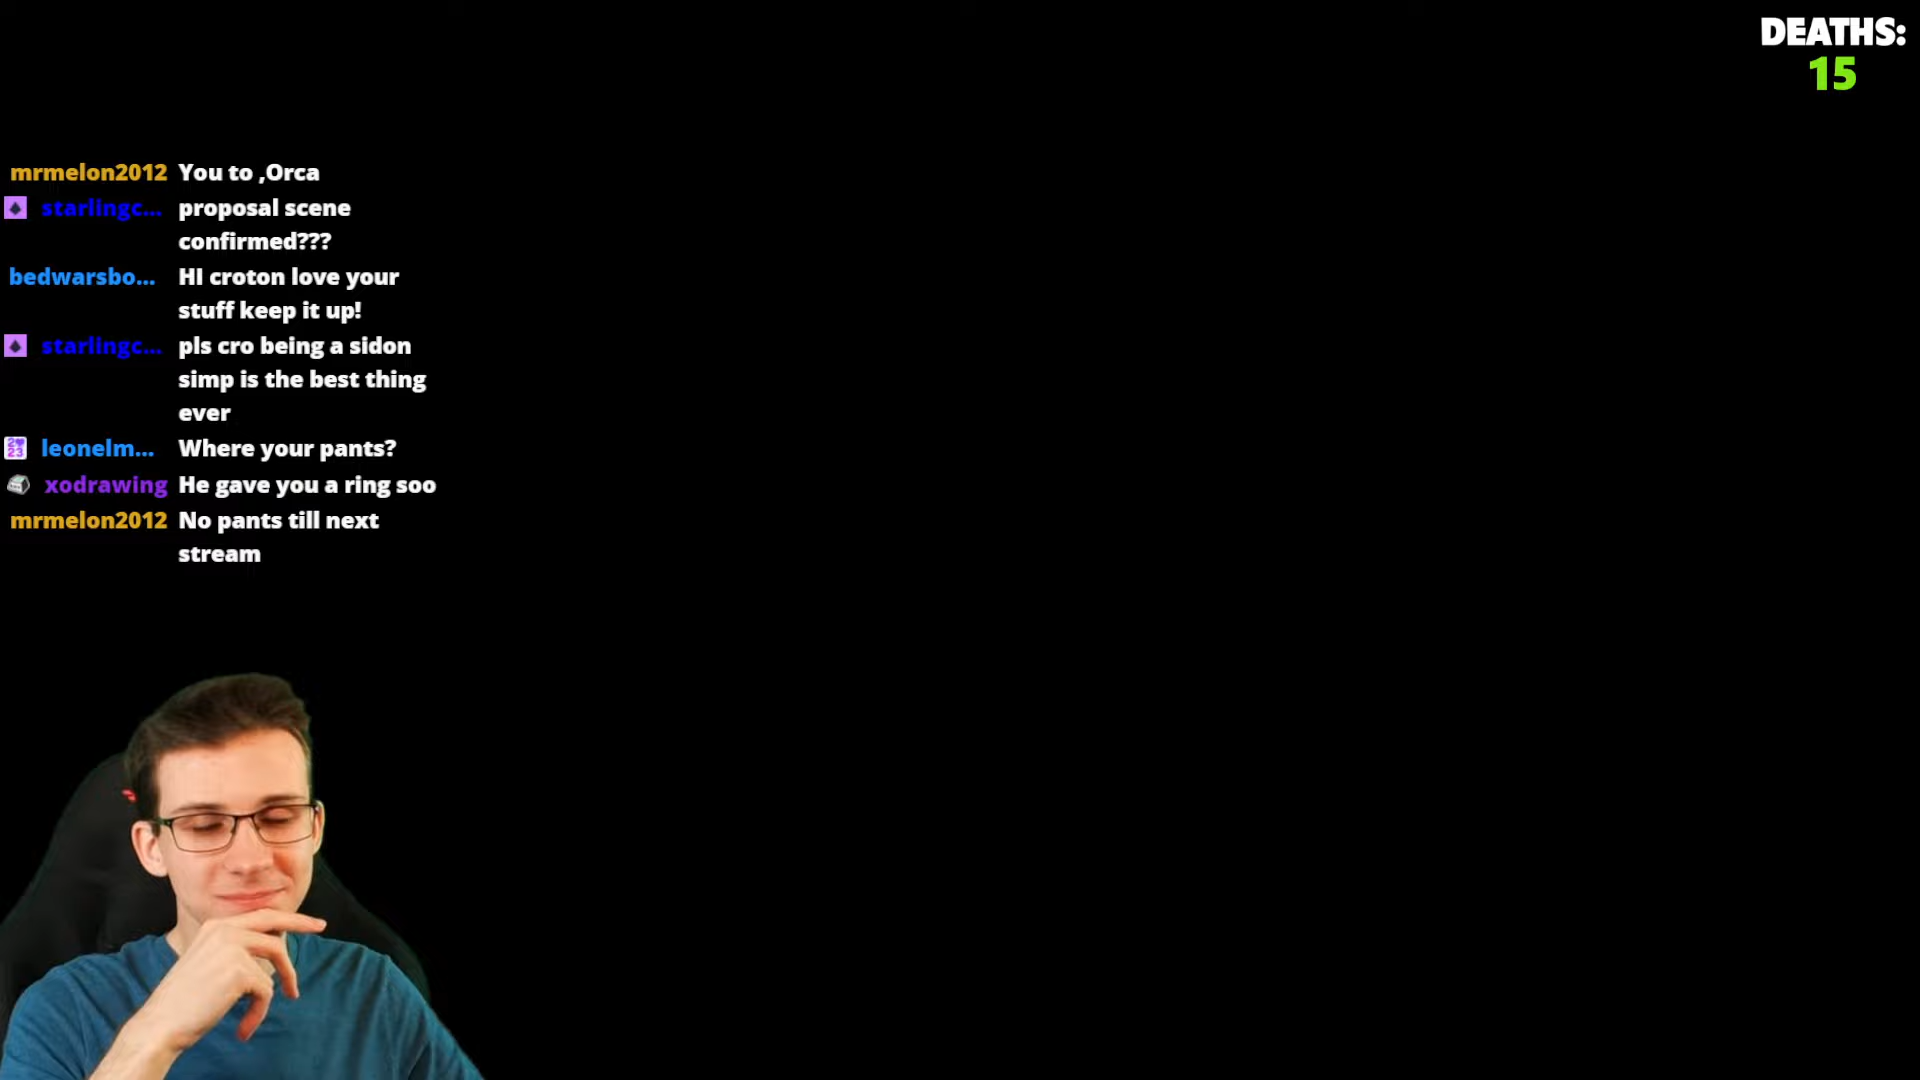 DEATHS:
15
mrmelon2012 You to ,Orca
starlingc... proposal scene
confirmed???
bedwarsbo... HI croton love your
stuff keep it up!
starlingc... pls cro being a sidon
simp is the best thing
ever
2023
leonelm... Where your pants?
xodrawing He gave you a ring soo
mrmelon2012 No pants till next
stream